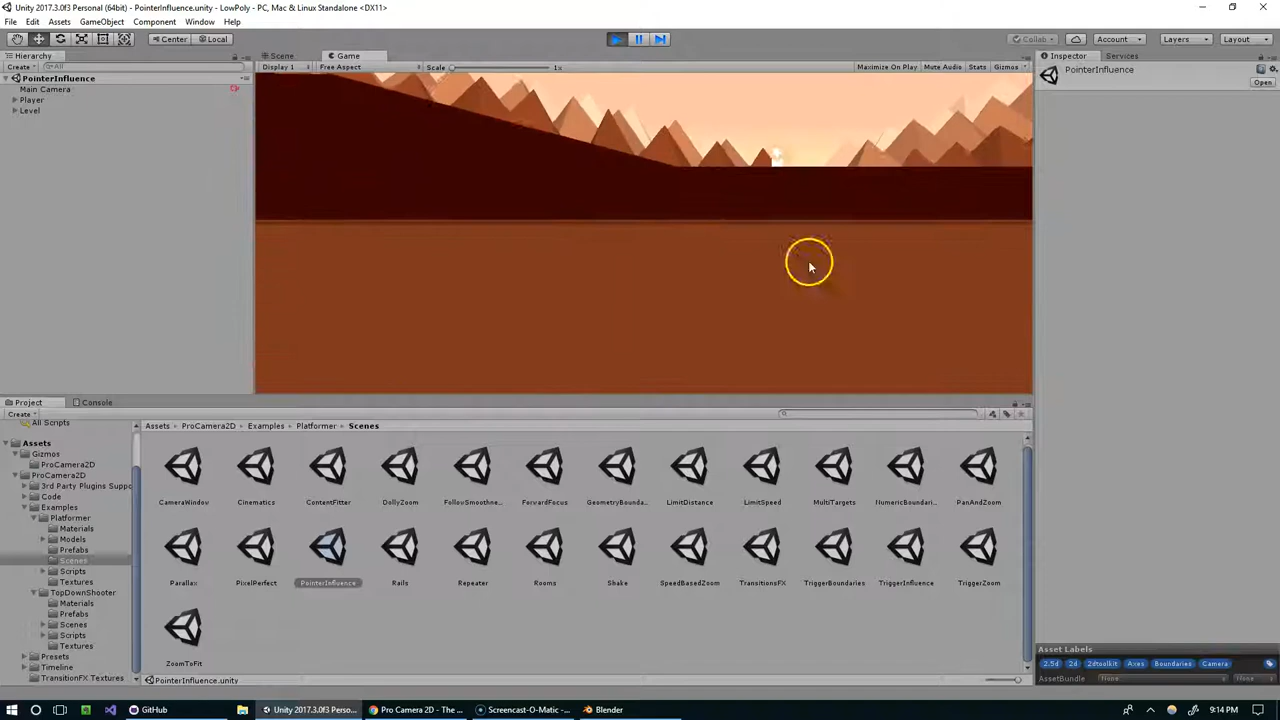 Unity 2017.3.0f3 Personal (64bit) - PointerInfluence.unity - LowPoly - PC, Mac & Linux Standalone <DX11>
File Edit Assets GameObject Component Window Help
Center Local Collab Account Layers Layout
Hierarchy Scene Game Inspector Services
Create All Display 1 Free Aspect Scale 1x Maximize On Play Mute Audio Stats Gizmos PointerInfluence
PointerInfluence Open
Main Camera
Player
Level
Project Console
Create
All Scripts Assets ProCamera2D Examples Platformer Scenes
Assets
Gizmos
ProCamera2D
ProCamera2D
3rd Party Plugins Suppo
Code
Examples
Platformer
Materials
Models
Prefabs
Scenes
Scripts
Textures
TopDownShooter
Materials
Prefabs
Scenes
Scripts
Textures
Presets
Timeline
TransitionFX Textures
CameraWindow Cinematics ContentFitter DollyZoom FollowSmoothne... ForwardFocus GeometryBounda... LimitDistance LimitSpeed MultiTargets NumericBoundari... PanAndZoom
Parallax PixelPerfect PointerInfluence Rails Repeater Rooms Shake SpeedBasedZoom TransitionsFX TriggerBoundaries TriggerInfluence TriggerZoom
ZoomToFit
PointerInfluence.unity
Asset Labels
2.5d 2d 2dtoolkit Axes Boundaries Camera
AssetBundle None None
GitHub Unity 2017.3.0f3 Perso... Pro Camera 2D - The ... Screencast-O-Matic -... Blender 9:14 PM